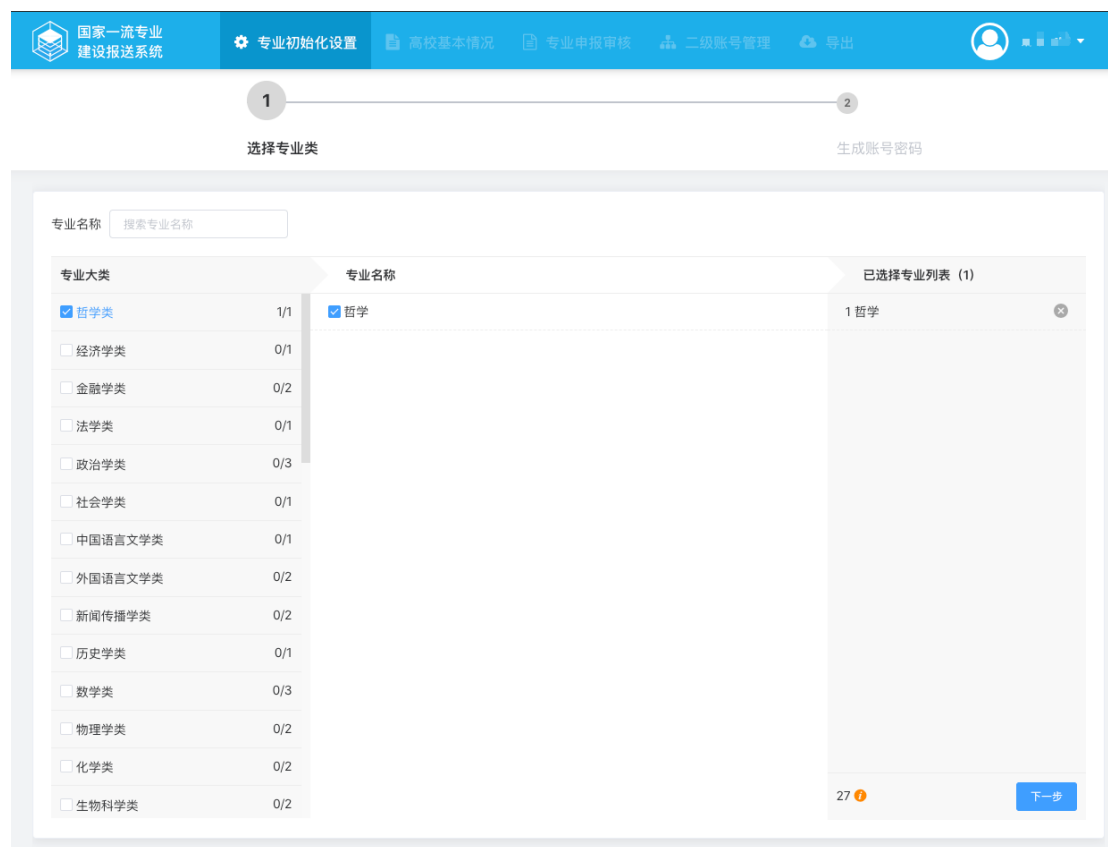 国家一流专业
建设报送系统
专业初始化设置
高校基本情况
专业申报审核
二级账号管理
导出
1
2
选择专业类
生成账号密码
专业名称 搜索专业名称
专业大类 专业名称 已选择专业列表（1）
哲学类 1/1 哲学 1 哲学
经济学类 0/1
金融学类 0/2
法学类 0/1
政治学类 0/3
社会学类 0/1
中国语言文学类 0/1
外国语言文学类 0/2
新闻传播学类 0/2
历史学类 0/1
数学类 0/3
物理学类 0/2
化学类 0/2
生物科学类 0/2
27 下一步